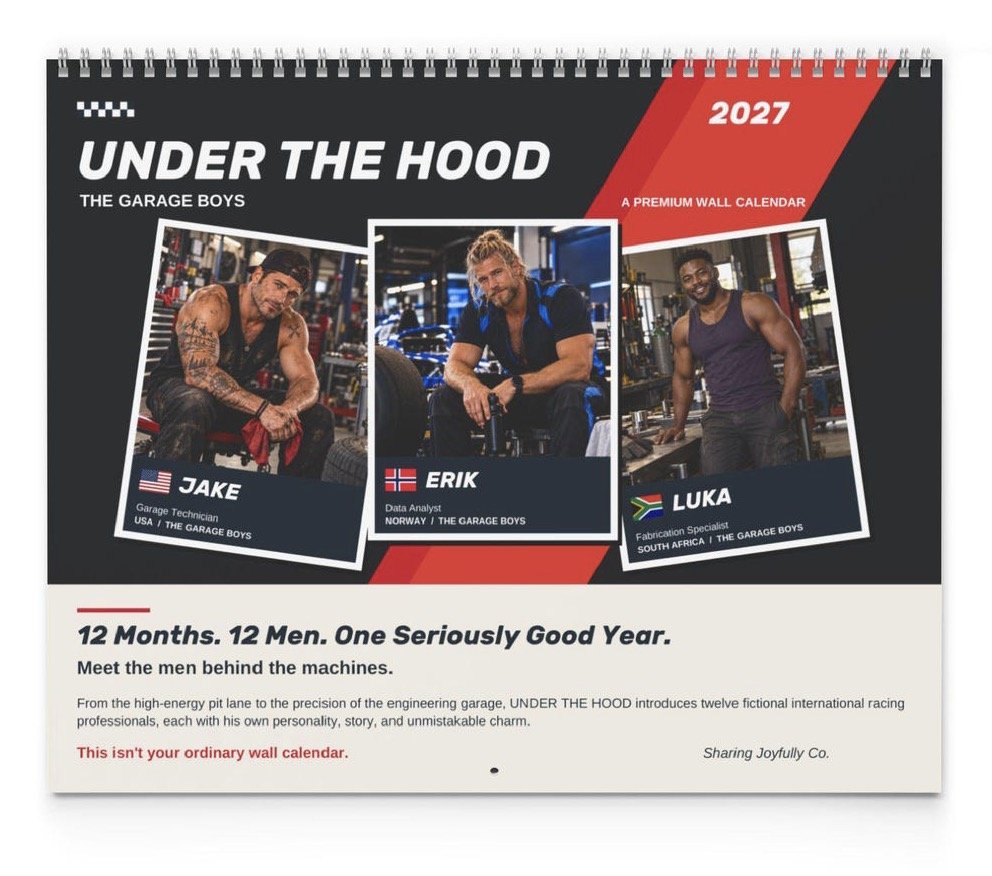 2027
UNDER THE HOOD
THE GARAGE BOYS
A PREMIUM WALL CALENDAR
JAKE
Garage Technician
USA / THE GARAGE BOYS
ERIK
Data Analyst
NORWAY / THE GARAGE BOYS
LUKA
Fabrication Specialist
SOUTH AFRICA / THE GARAGE BOYS
12 Months. 12 Men. One Seriously Good Year.
Meet the men behind the machines.
From the high-energy pit lane to the precision of the engineering garage, UNDER THE HOOD introduces twelve fictional international racing
professionals, each with his own personality, story, and unmistakable charm.
This isn't your ordinary wall calendar.
Sharing Joyfully Co.